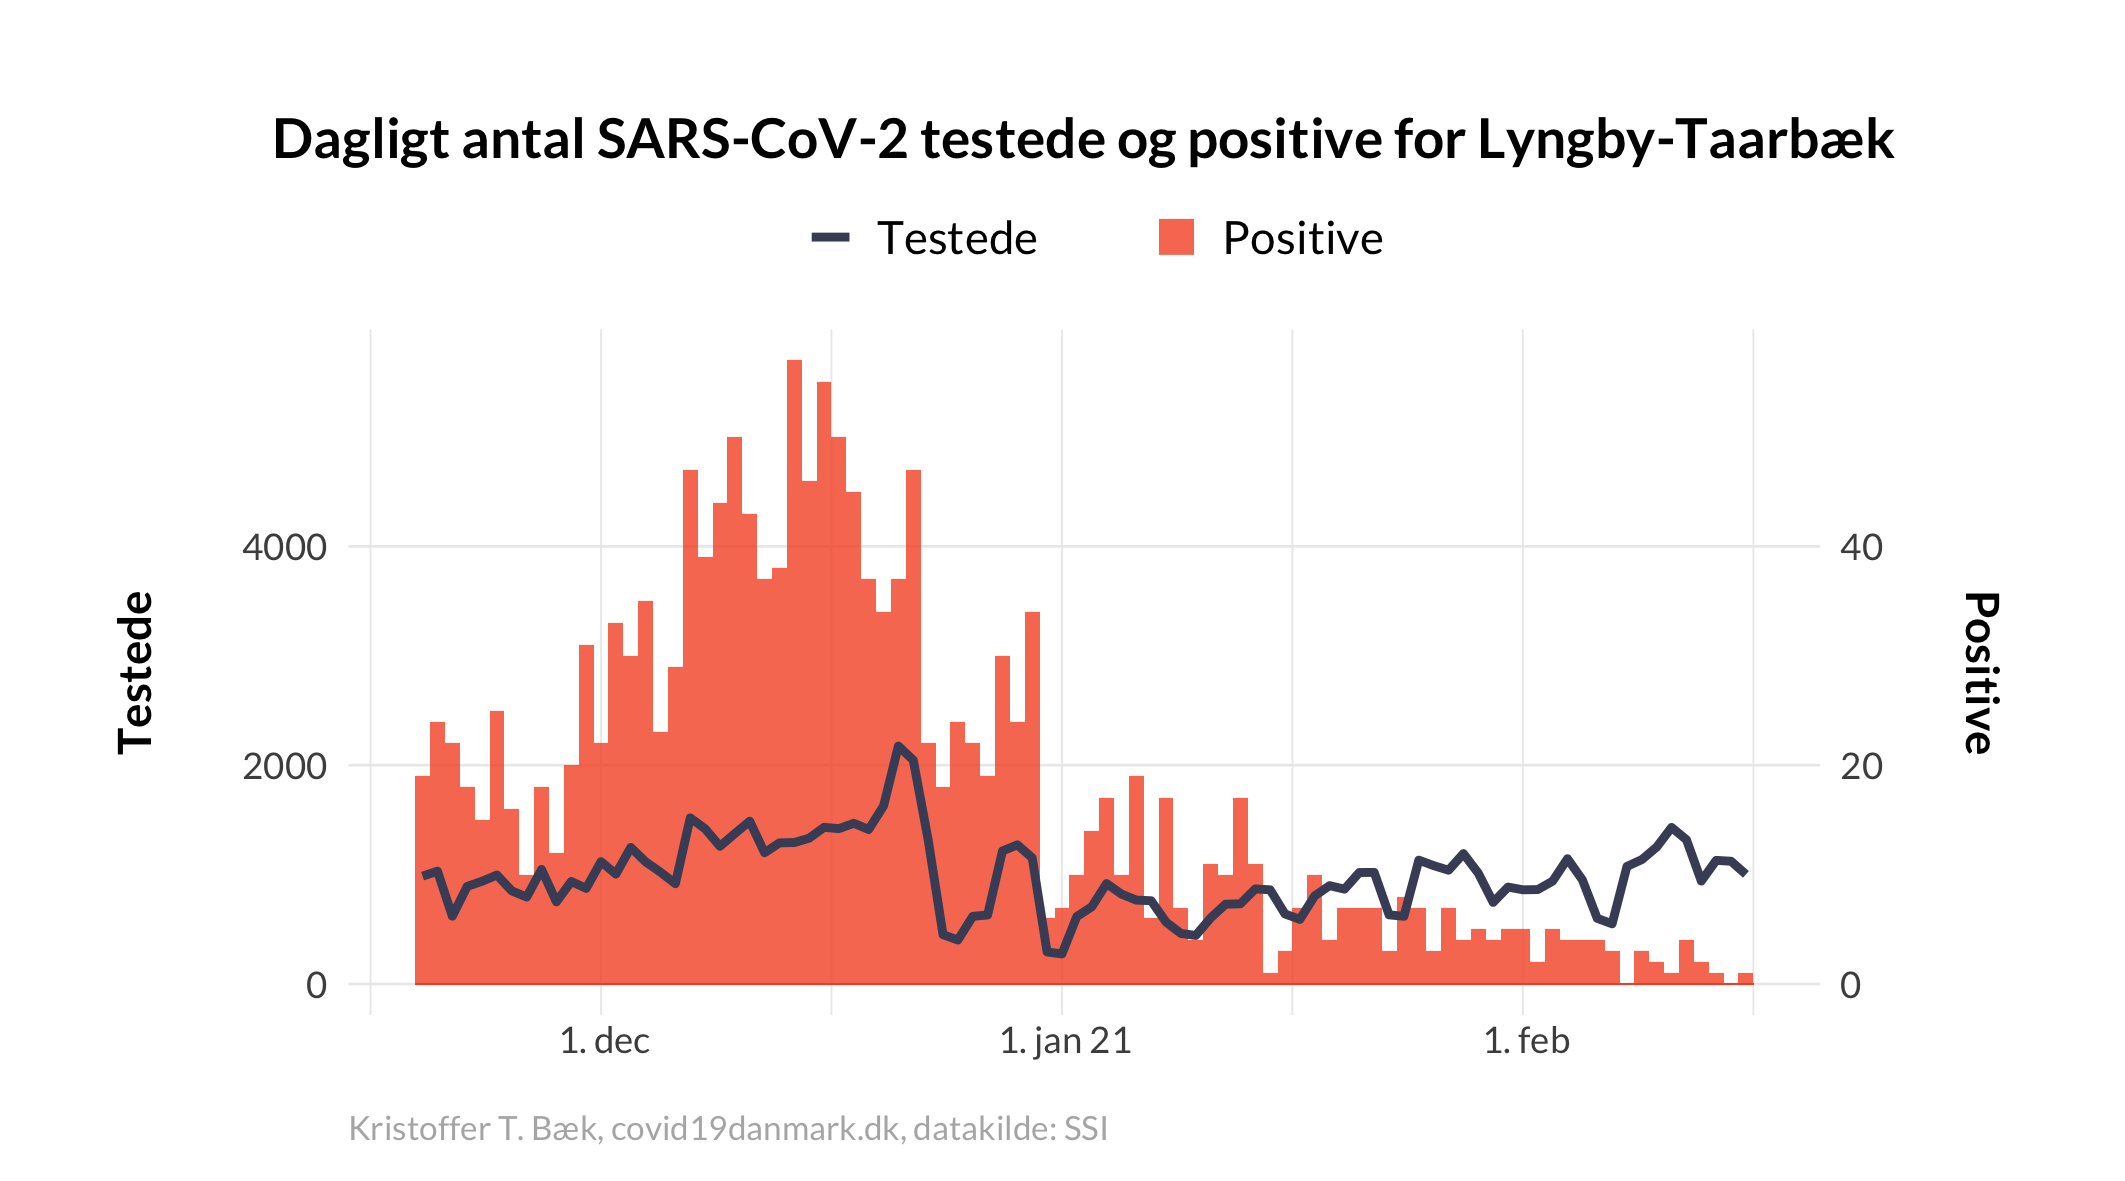 Dagligt antal SARS-CoV-2 testede og positive for Lyngby-Taarbæk
Testede
Positive
4000
2000
0
Testede
40
20
0
Positive
1. dec
1. jan 21
1. feb
Kristoffer T. Bæk, covid19danmark.dk, datakilde: SSI